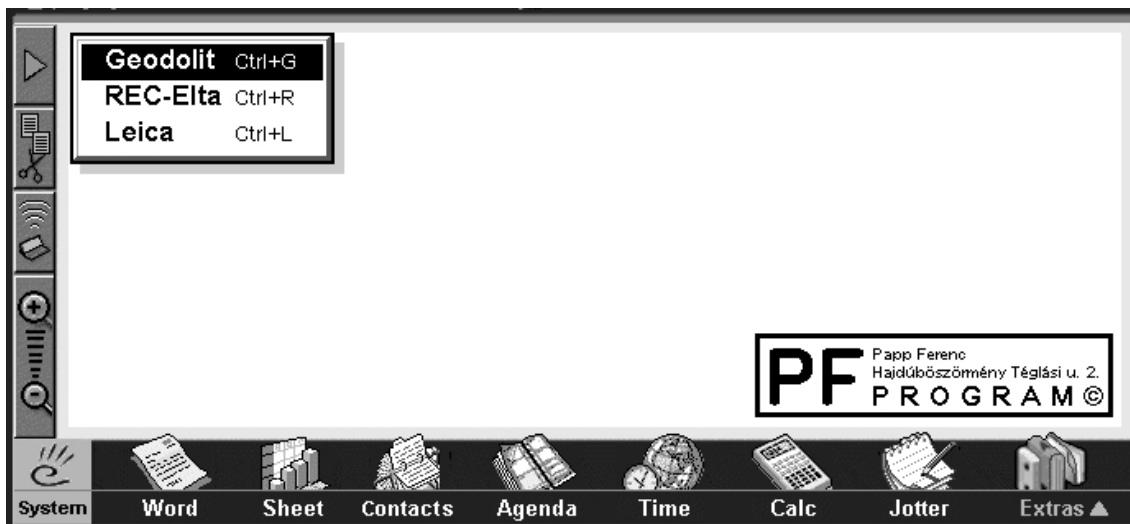 Geodolit Ctrl+G
REC-Elta Ctrl+R
Leica Ctrl+L
PF
Papp Ferenc
Hajdúböszörmény Téglási u. 2.
PROGRAM©
System Word Sheet Contacts Agenda Time Calc Jotter Extras ▲